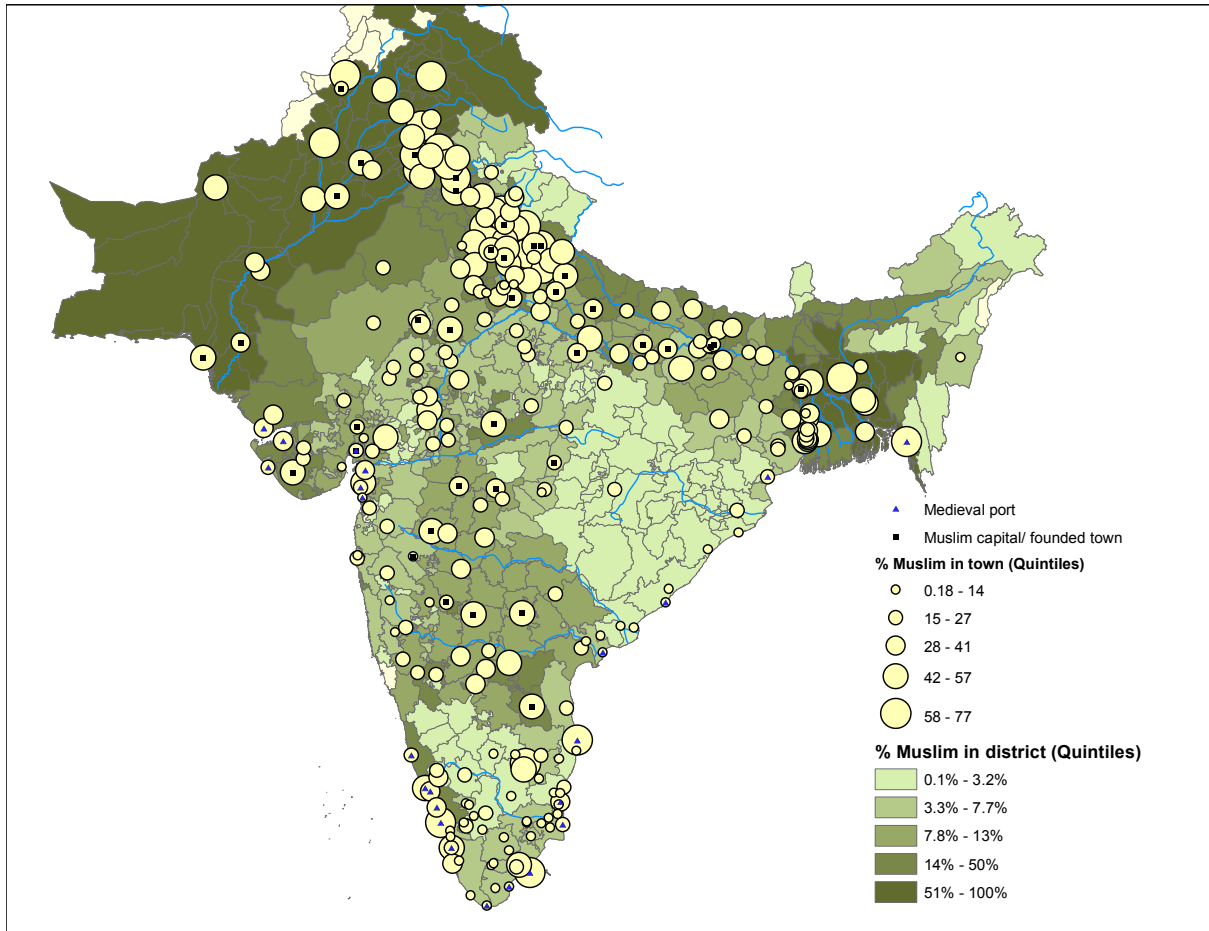 Medieval port
Muslim capital/ founded town
% Muslim in town (Quintiles)
0.18 - 14
15 - 27
28 - 41
42 - 57
58 - 77
% Muslim in district (Quintiles)
0.1% - 3.2%
3.3% - 7.7%
7.8% - 13%
14% - 50%
51% - 100%